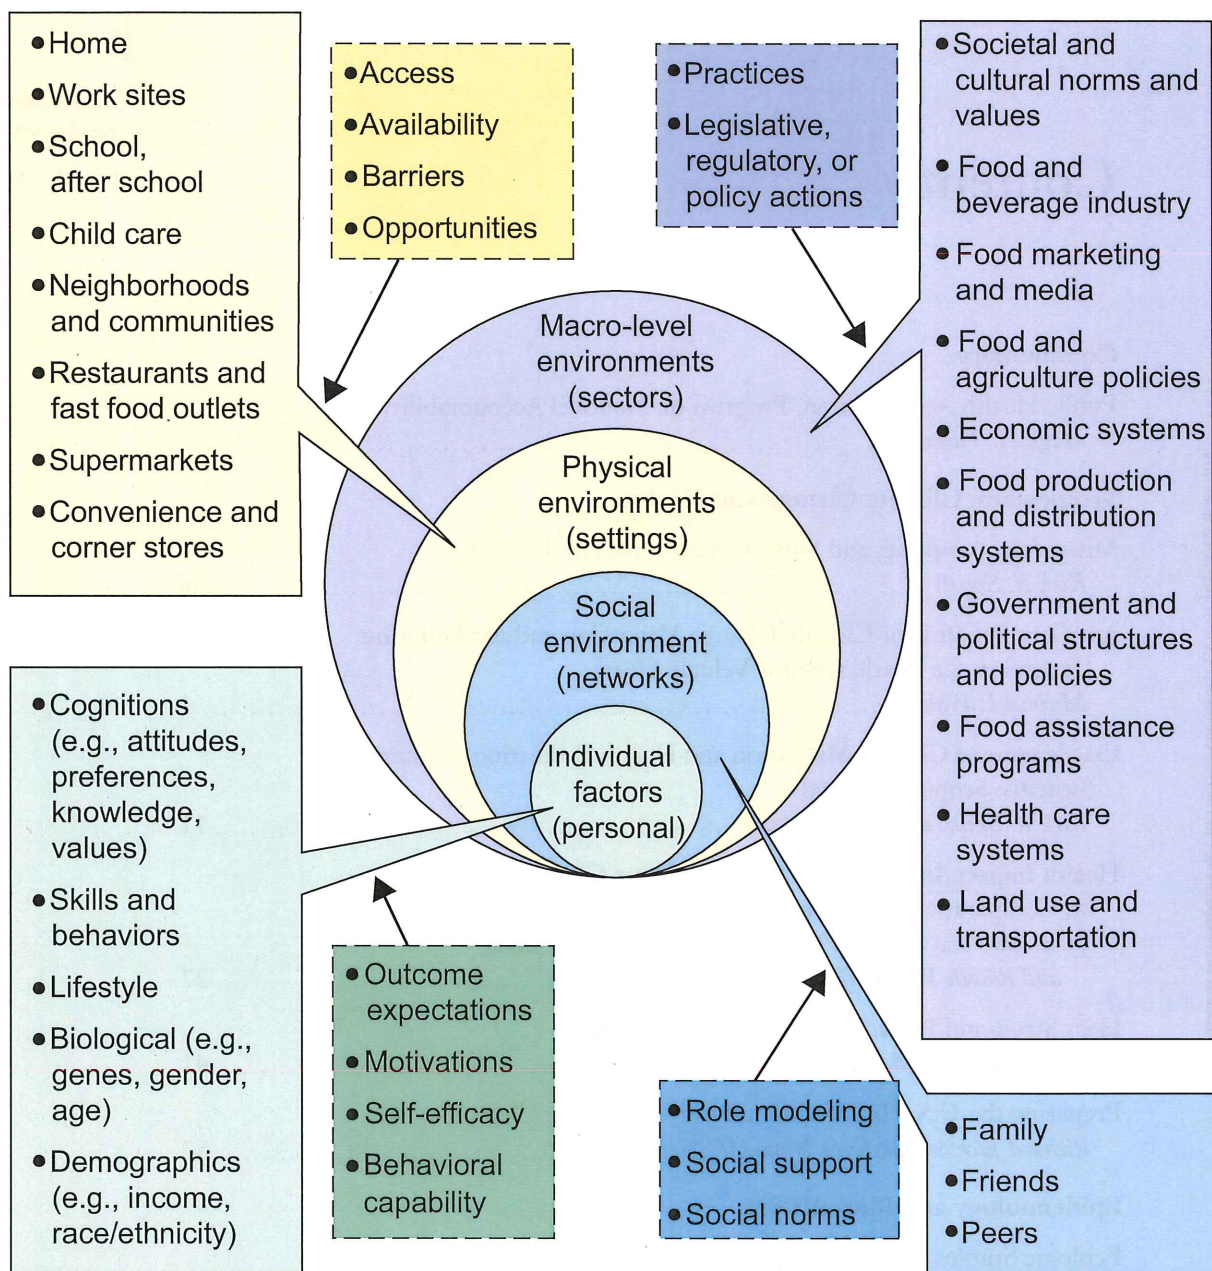 • Home
• Work sites
• School,
after school
• Child care
• Neighborhoods
and communities
• Restaurants and
fast food outlets
• Supermarkets
• Convenience and
corner stores
• Access
• Availability
• Barriers
• Opportunities
• Practices
• Legislative,
regulatory, or
policy actions
• Societal and
cultural norms and
values
• Food and
beverage industry
• Food marketing
and media
• Food and
agriculture policies
• Economic systems
• Food production
and distribution
systems
• Government and
political structures
and policies
• Food assistance
programs
• Health care
systems
• Land use and
transportation
Macro-level
environments
(sectors)
Physical
environments
(settings)
Social
environment
(networks)
Individual
factors
(personal)
• Cognitions
(e.g., attitudes,
preferences,
knowledge,
values)
• Skills and
behaviors
• Lifestyle
• Biological (e.g.,
genes, gender,
age)
• Demographics
(e.g., income,
race/ethnicity)
• Outcome
expectations
• Motivations
• Self-efficacy
• Behavioral
capability
• Role modeling
• Social support
• Social norms
• Family
• Friends
• Peers